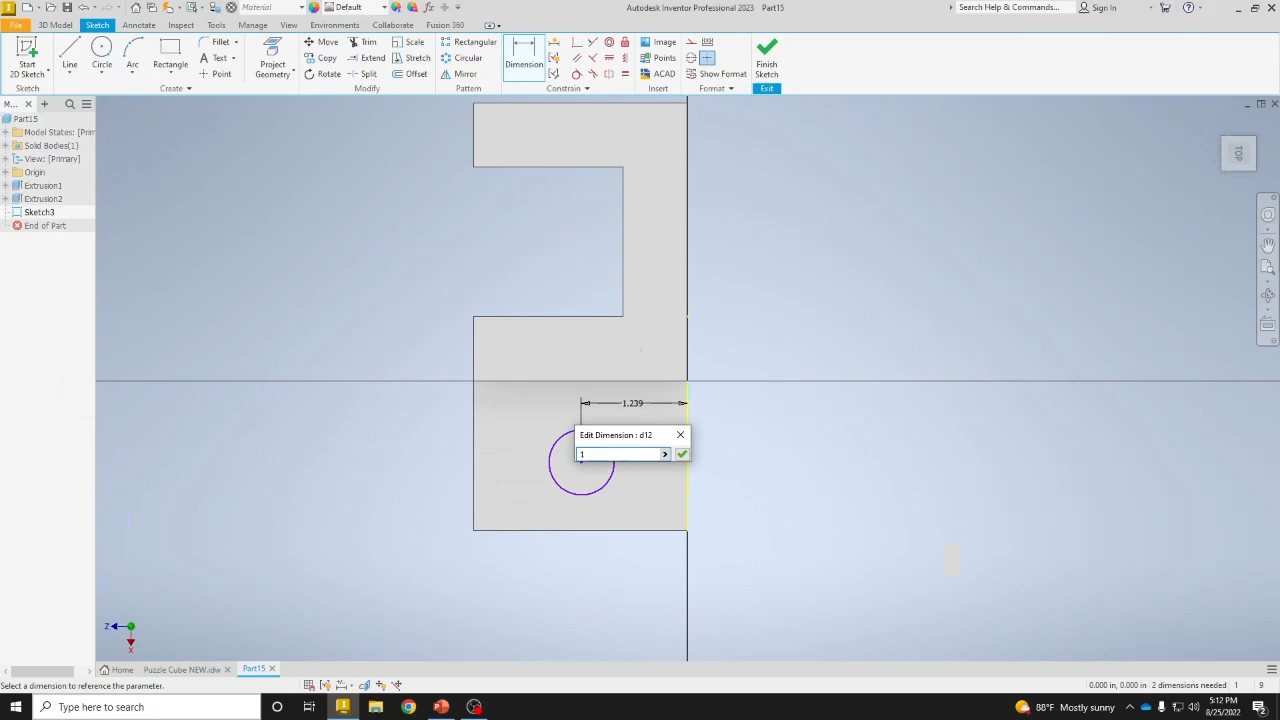 Material
Default
Autodesk Inventor Professional 2023 Part15
Search Help & Commands...
Sign In
File
3D Model
Sketch
Annotate
Inspect
Tools
Manage
View
Environments
Collaborate
Fusion 360
Start
2D Sketch
Line
Circle
Arc
Rectangle
Fillet
Text
Point
Project
Geometry
Move
Copy
Rotate
Trim
Extend
Split
Scale
Stretch
Offset
Rectangular
Circular
Mirror
Dimension
Image
Points
ACAD
Show Format
Finish
Sketch
Sketch
Create
Modify
Pattern
Constrain
Insert
Format
Exit
M...
Part15
Model States: [Prim
Solid Bodies(1)
View: [Primary]
Origin
Extrusion1
Extrusion2
Sketch3
End of Part
TOP
1.239
Edit Dimension : d12
1
Z
X
Home
Puzzle Cube NEW.idw
Part15
Select a dimension to reference the parameter.
0.000 in, 0.000 in 2 dimensions needed 1 9
Type here to search
88°F Mostly sunny
5:12 PM
8/25/2022
2